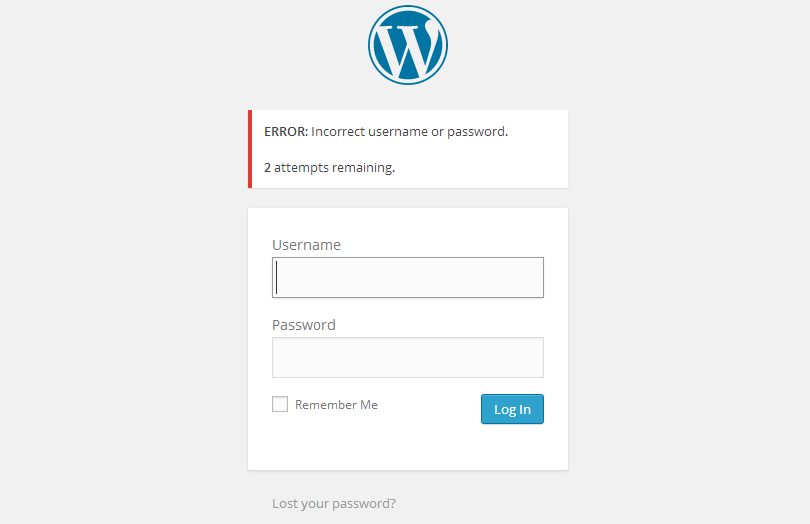 ERROR: Incorrect username or password.
2 attempts remaining.
Username
Password
Remember Me
Log In
Lost your password?